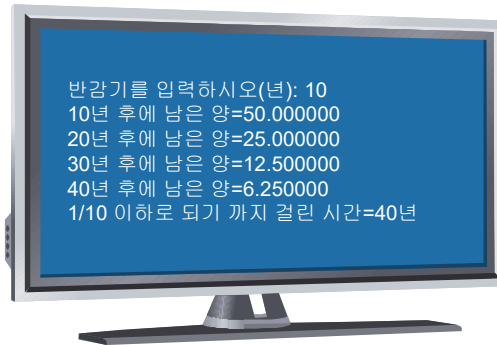 반감기를 입력하시오(년): 10
10년 후에 남은 양=50.000000
20년 후에 남은 양=25.000000
30년 후에 남은 양=12.500000
40년 후에 남은 양=6.250000
1/10 이하로 되기 까지 걸린 시간=40년